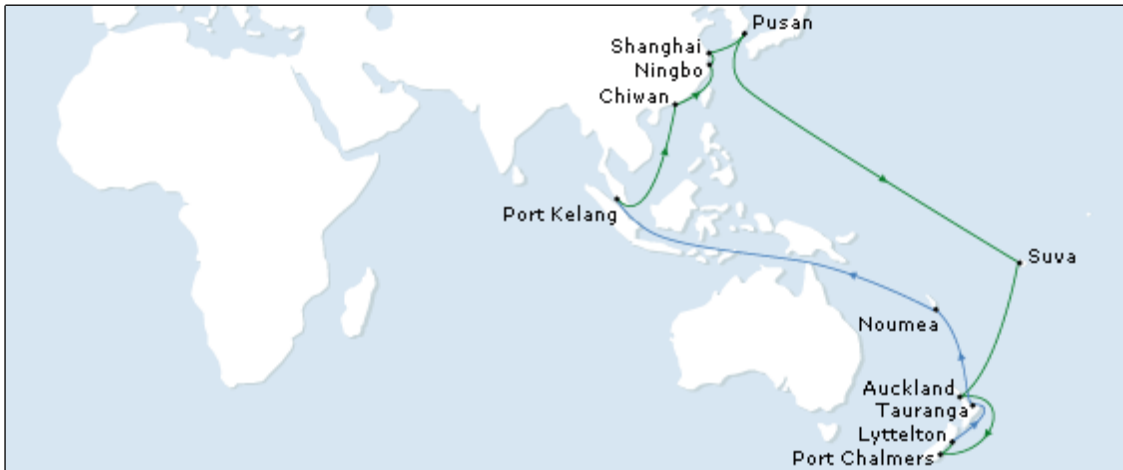 Pusan
Shanghai
Ningbo
Chiwan
Port Kelang
Suva
Noumea
Auckland
Tauranga
Lyttelton
Port Chalmers